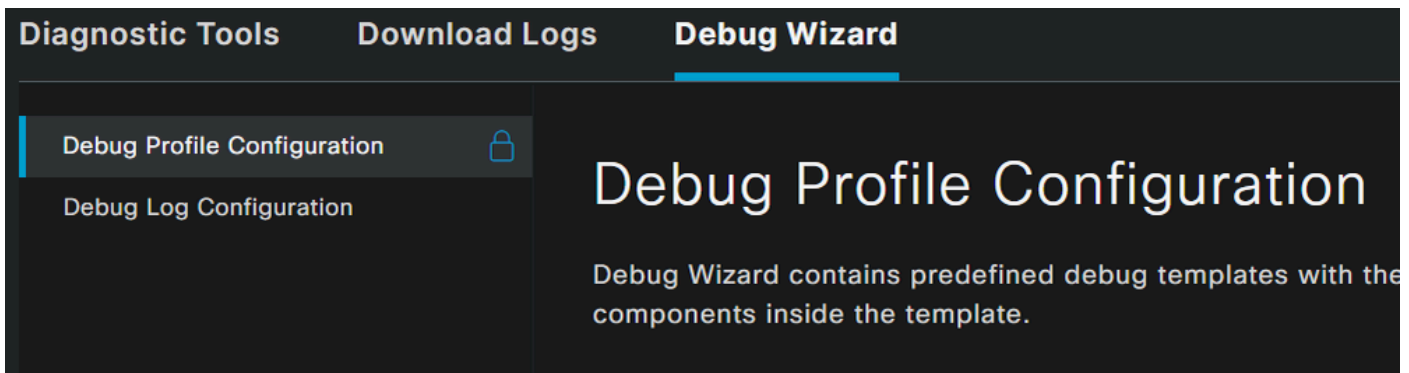 Diagnostic Tools Download Logs Debug Wizard
Debug Profile Configuration
Debug Log Configuration
Debug Profile Configuration
Debug Wizard contains predefined debug templates with the
components inside the template.